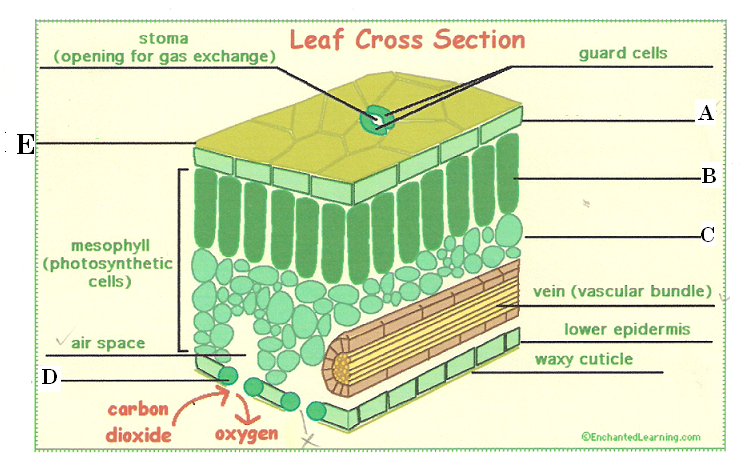 Leaf Cross Section
stoma
(opening for gas exchange)
guard cells
A
E
B
C
mesophyll
(photosynthetic
cells)
vein (vascular bundle)
lower epidermis
air space
waxy cuticle
D
carbon
dioxide
oxygen
©EnchantedLearning.com